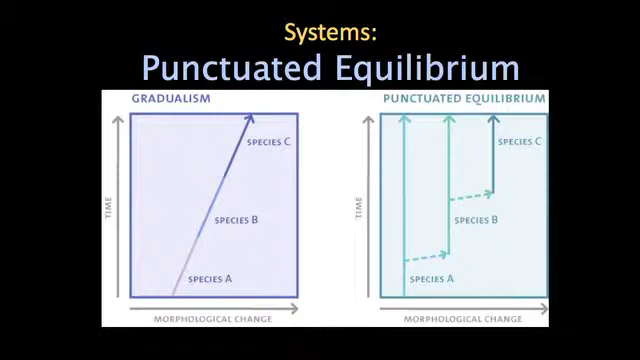 Systems:
Punctuated Equilibrium
GRADUALISM
TIME
SPECIES C
SPECIES B
SPECIES A
MORPHOLOGICAL CHANGE
PUNCTUATED EQUILIBRIUM
TIME
SPECIES C
SPECIES B
SPECIES A
MORPHOLOGICAL CHANGE